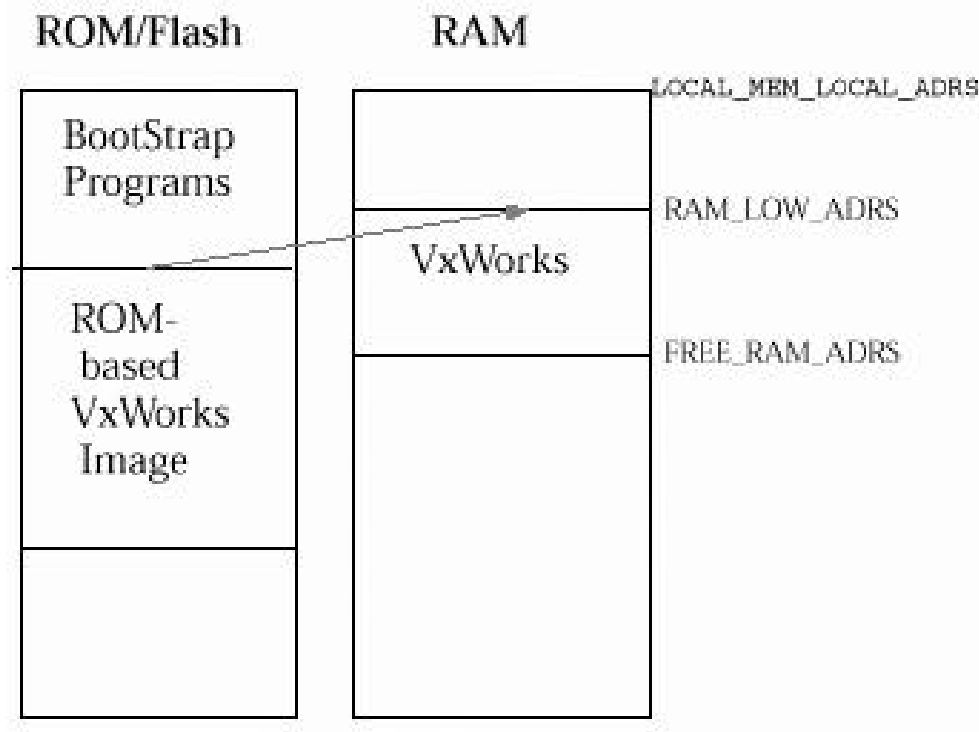 ROM/Flash
RAM
LOCAL_MEM_LOCAL_ADRS
BootStrap
Programs
RAM_LOW_ADRS
VxWorks
ROM-
based
VxWorks
Image
FREE_RAM_ADRS